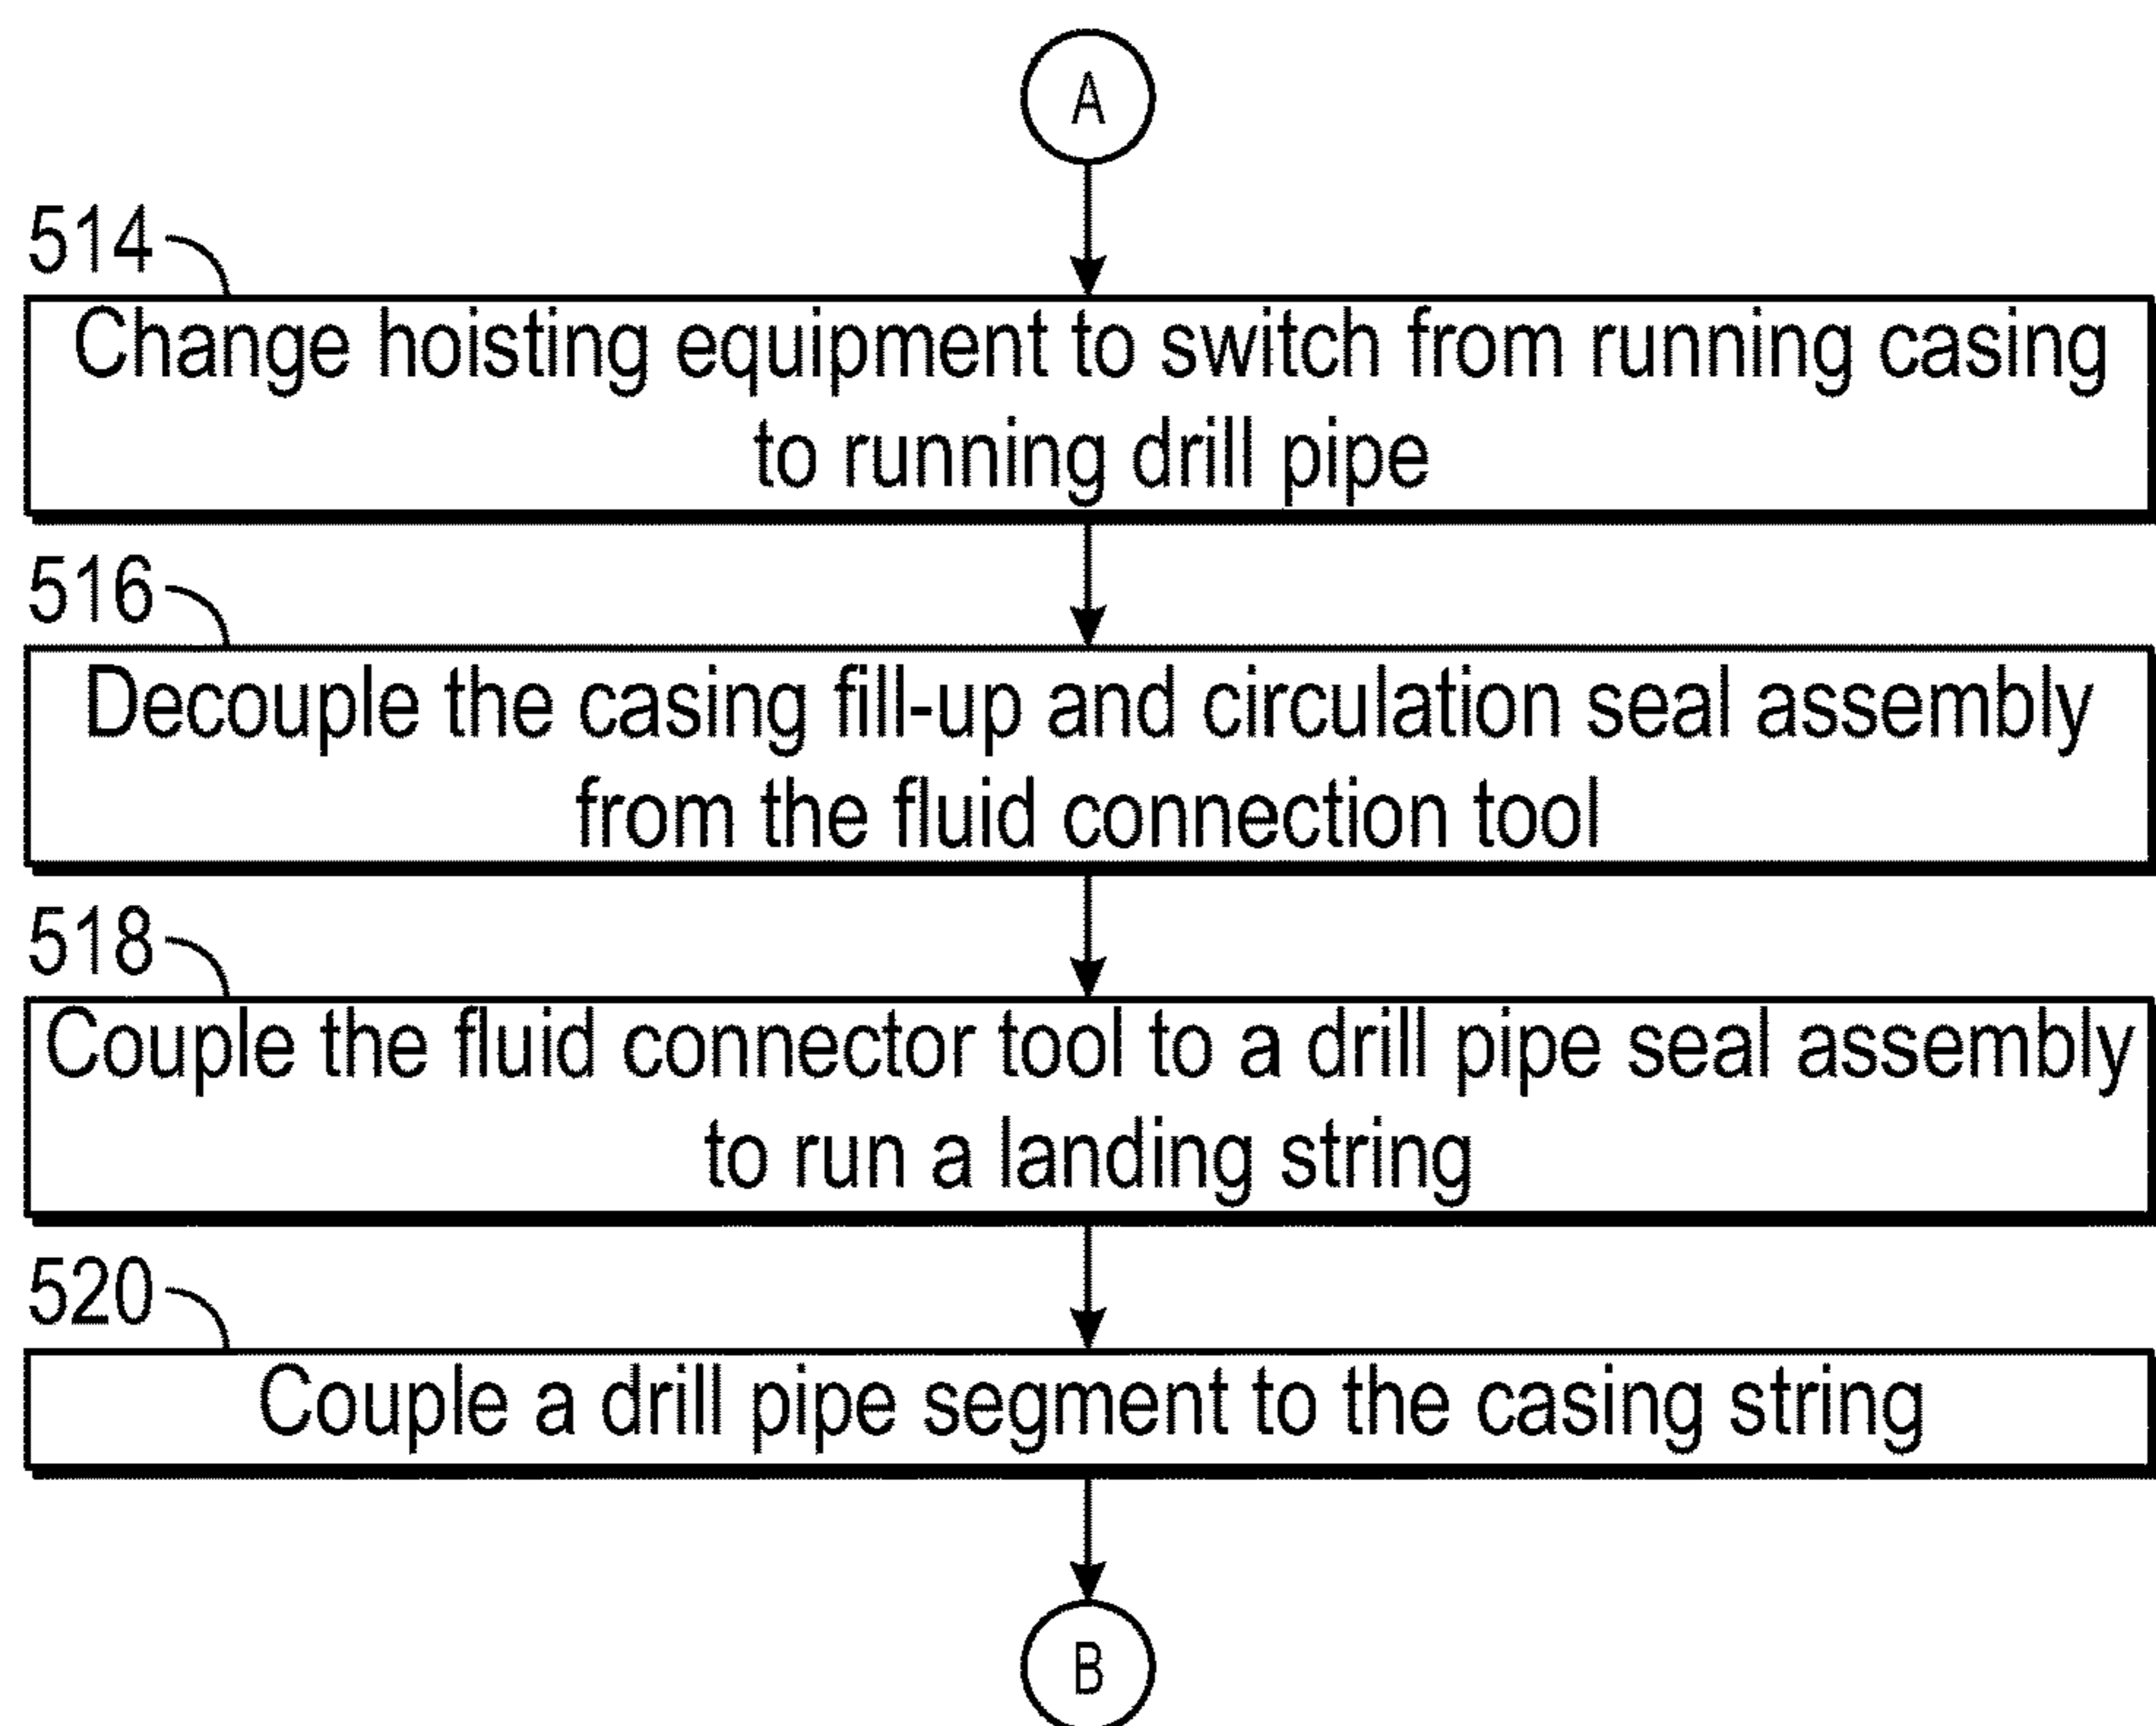 A
514
Change hoisting equipment to switch from running casing
to running drill pipe
516
Decouple the casing fill-up and circulation seal assembly
from the fluid connection tool
518
Couple the fluid connector tool to a drill pipe seal assembly
to run a landing string
520
Couple a drill pipe segment to the casing string
B